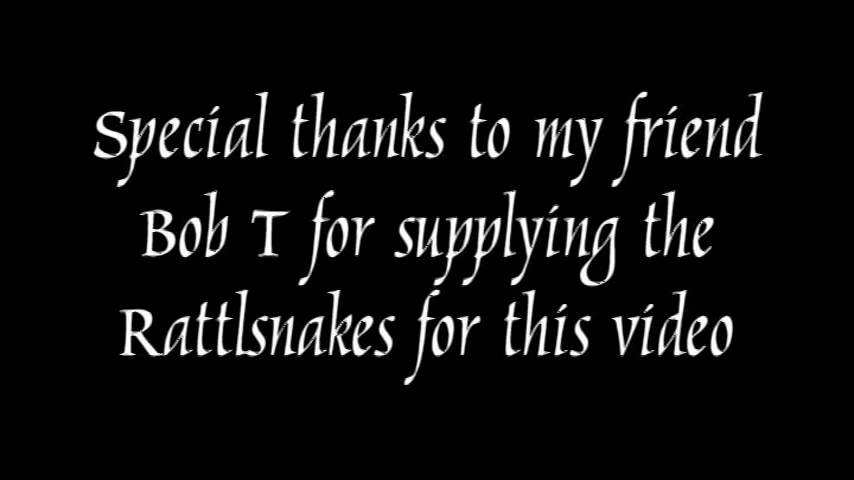 Special thanks to my friend
Bob T for supplying the
Rattlsnakes for this video